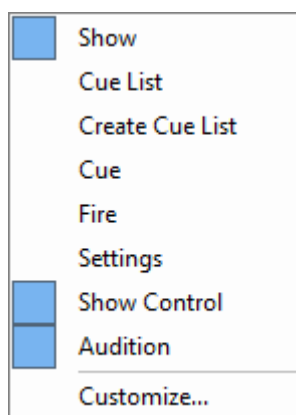 Show
Cue List
Create Cue List
Cue
Fire
Settings
Show Control
Audition
Customize...